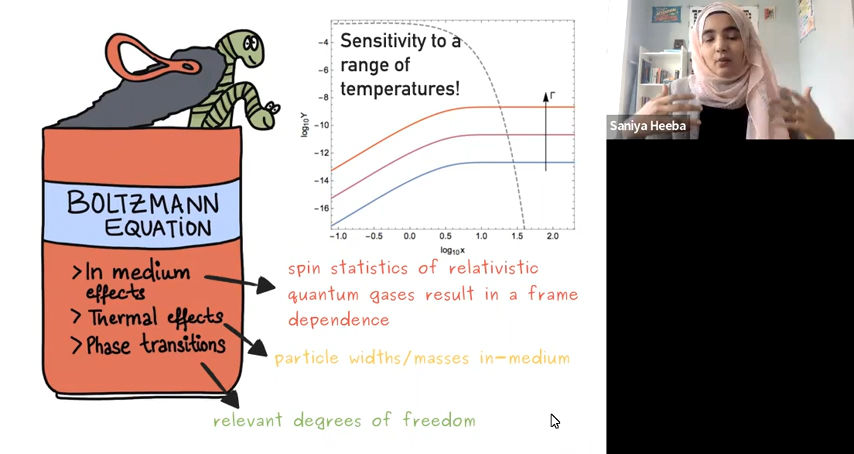 Sensitivity to a
range of
temperatures!
log₁₀Y
-4
-6
-8
-10
-12
-14
-16
Γ
-1.0 -0.5 0.0 0.5 1.0 1.5 2.0
log₁₀x
BOLTZMANN
EQUATION
>In medium
effects
> Thermal effects
> Phase transitions
spin statistics of relativistic
quantum gases result in a frame
dependence
particle widths/masses in-medium
relevant degrees of freedom
Saniya Heeba